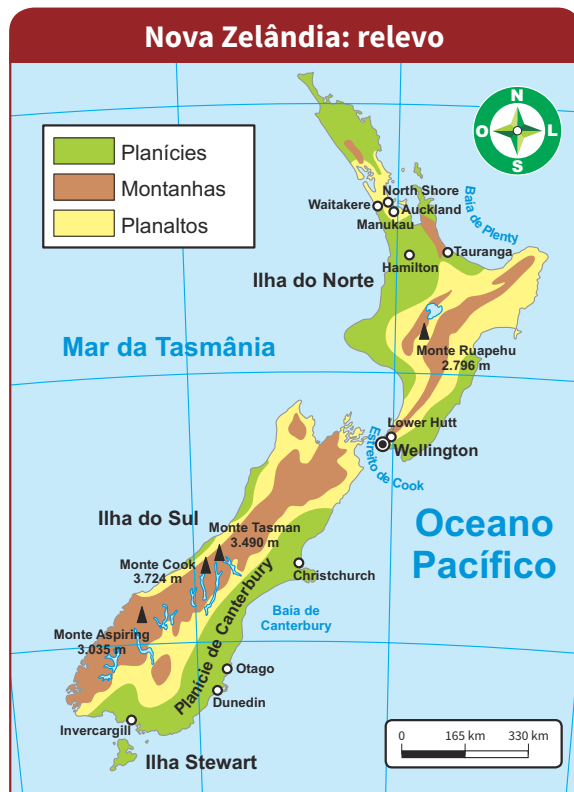 Nova Zelândia: relevo
N
O
L
S
Planícies
Montanhas
Planaltos
North Shore
Waitakere
Auckland
Manukau
Baia de Plenty
Tauranga
Hamilton
Ilha do Norte
Mar da Tasmânia
Monte Ruapehu
2.796 m
Lower Hutt
Wellington
Estreito de Cook
Ilha do Sul
Monte Tasman
3.490 m
Monte Cook
3.724 m
Oceano
Pacífico
Christchurch
Planície de Canterbury
Baia de
Canterbury
Monte Aspiring
3.035 m
Otago
Dunedin
Invercargill
Ilha Stewart
0
165 km
330 km